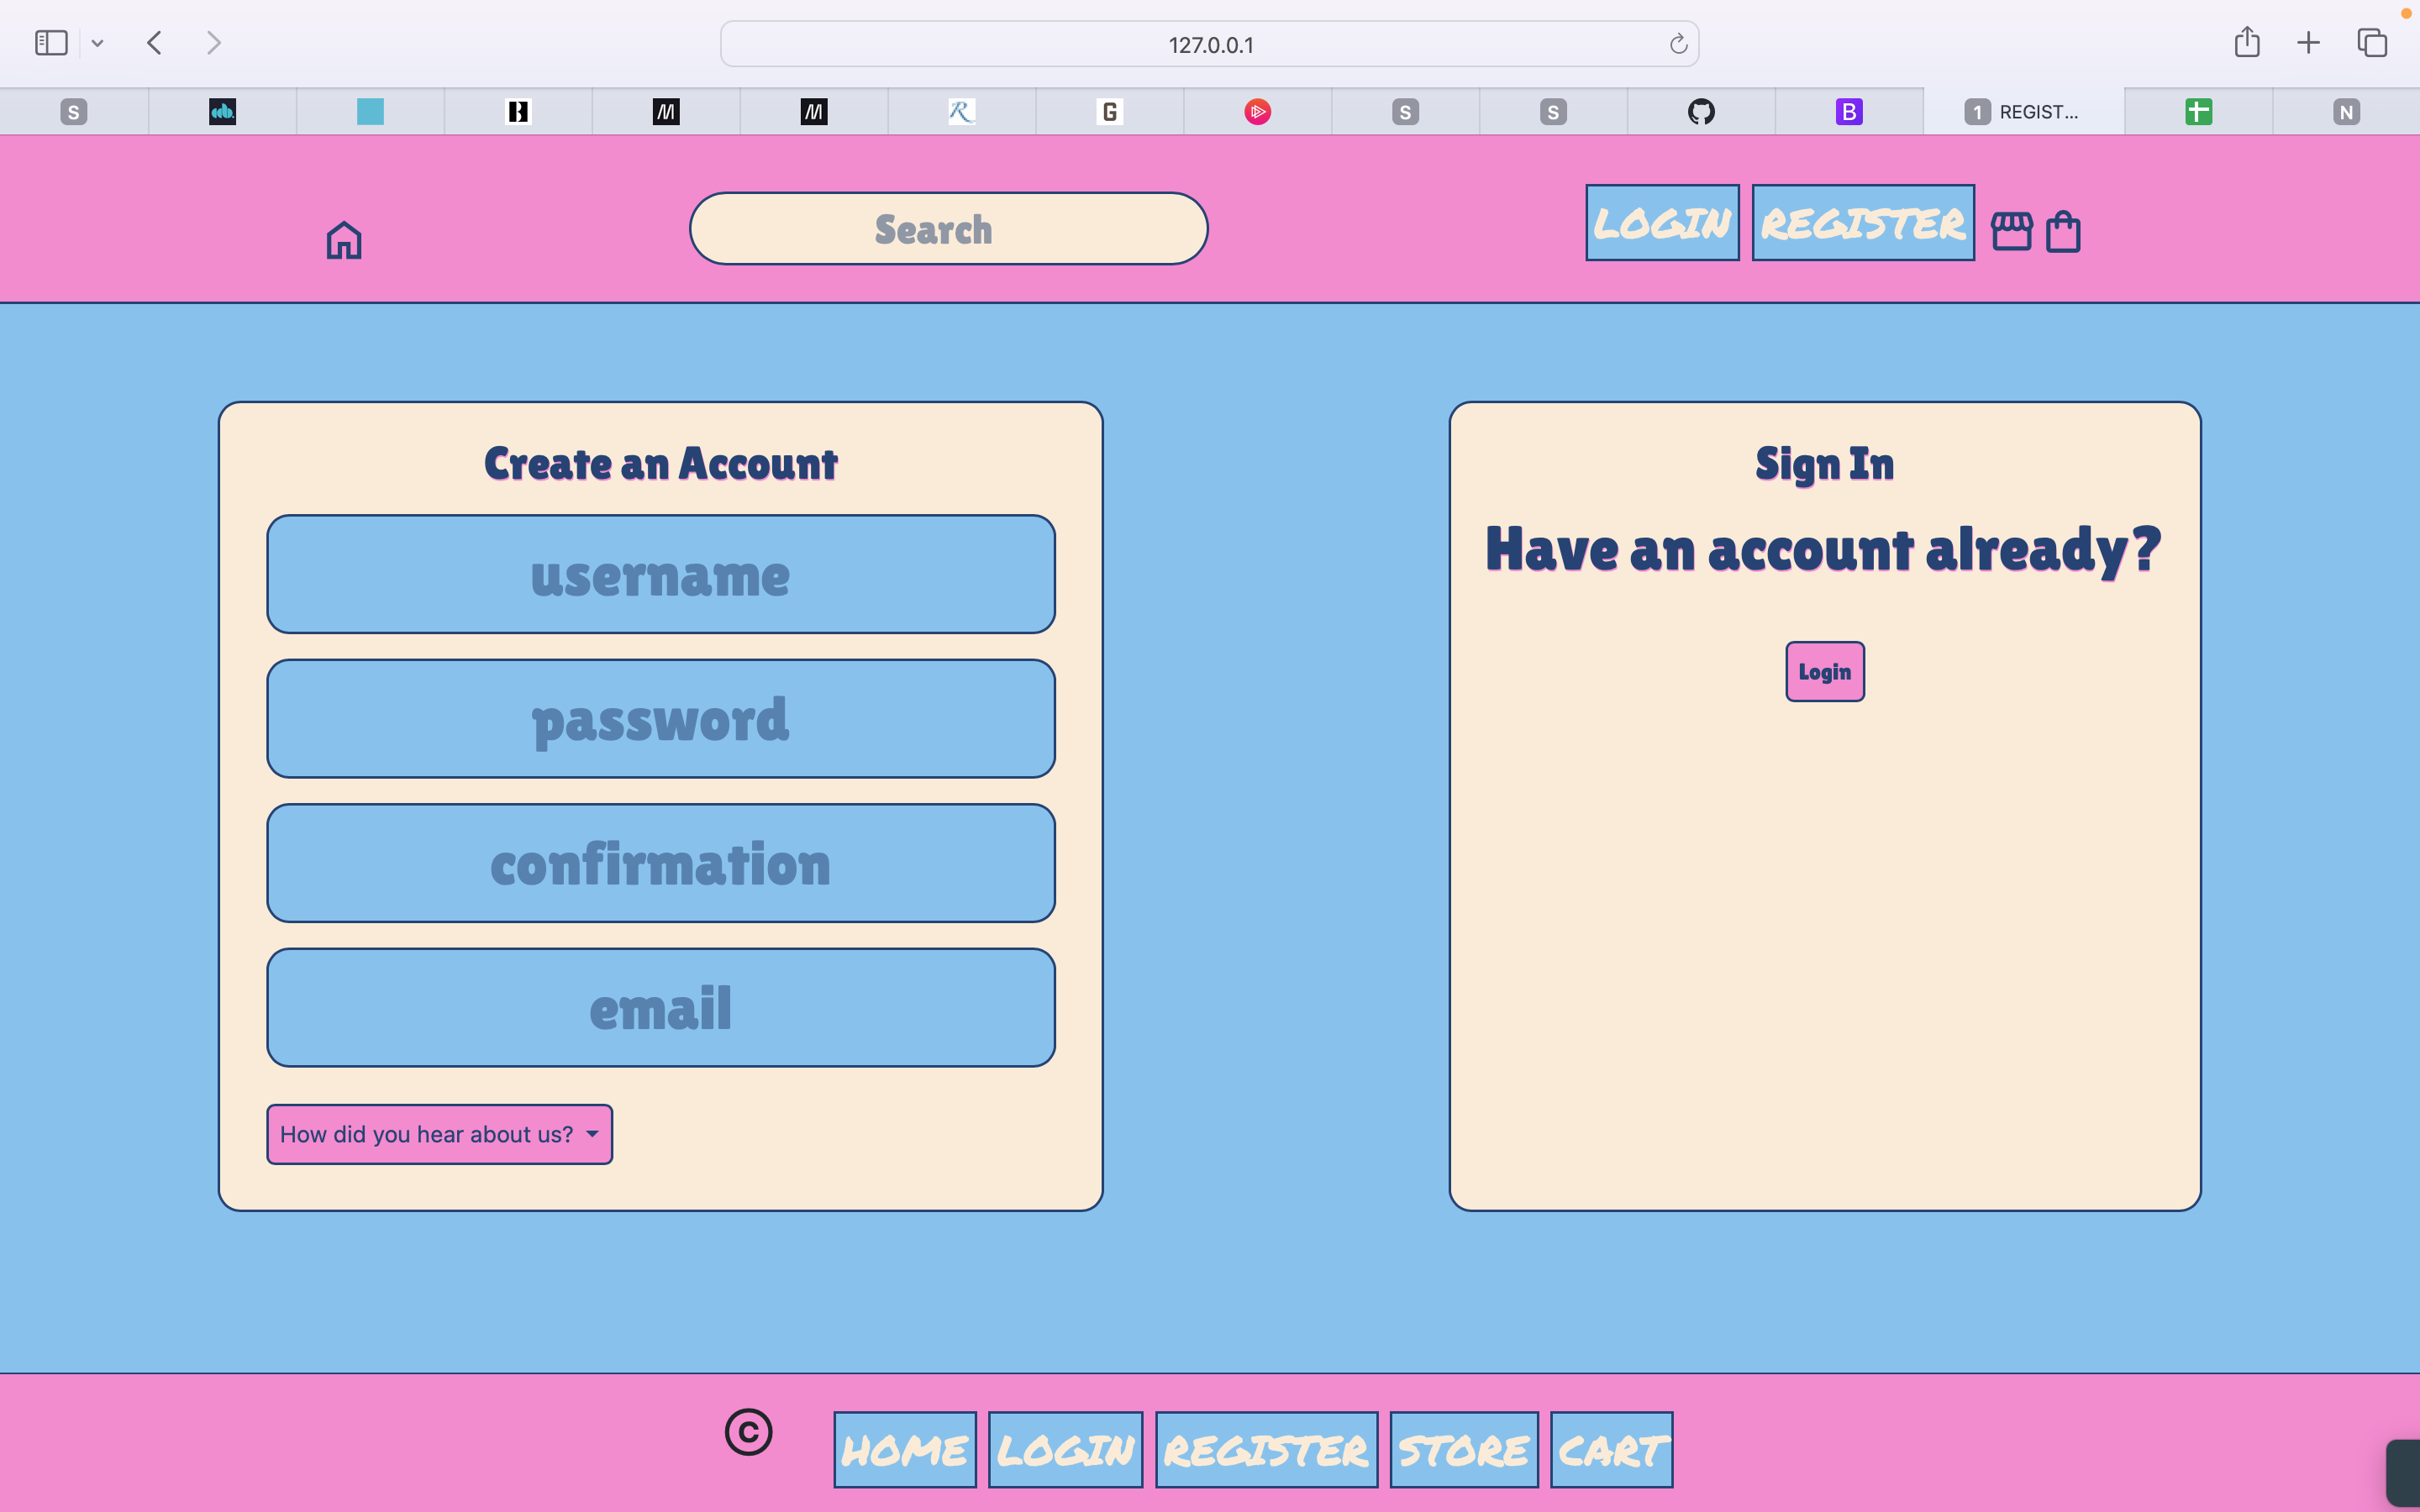 127.0.0.1
S
B
M
M
R
G
S
S
B
1 REGIST...
N
Search
LOGIN
REGISTER
Create an Account
username
password
confirmation
email
How did you hear about us?
Sign In
Have an account already?
Login
©
HOME
LOGIN
REGISTER
STORE
CART